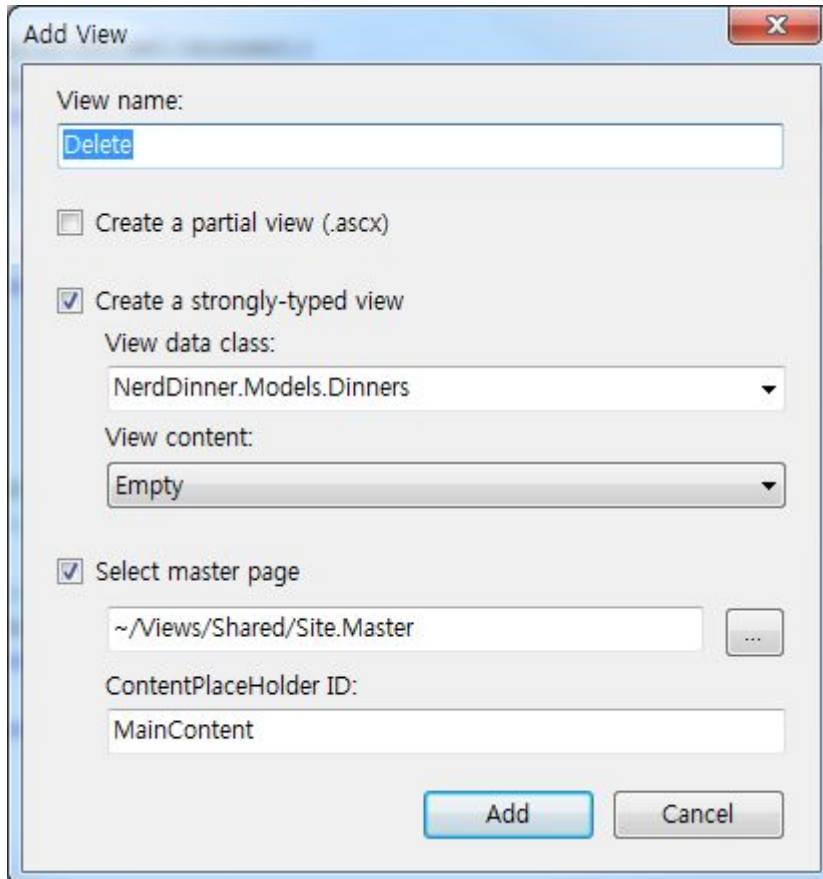 Add View
View name:
Delete
Create a partial view (.ascx)
Create a strongly-typed view
View data class:
NerdDinner.Models.Dinners
View content:
Empty
Select master page
~/Views/Shared/Site.Master
...
ContentPlaceHolder ID:
MainContent
Add Cancel